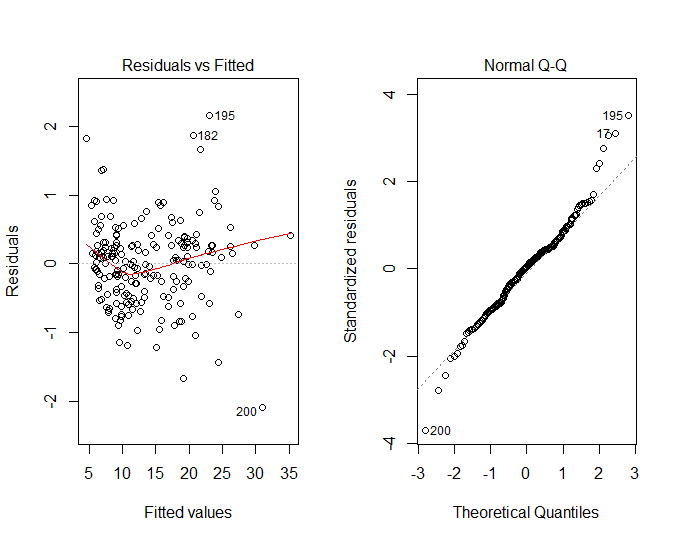 Residuals vs Fitted
Residuals
2
1
0
-1
-2
195
182
200
5 10 15 20 25 30 35
Fitted values
Normal Q-Q
Standardized residuals
4
2
0
-2
-4
195
17
200
-3 -2 -1 0 1 2 3
Theoretical Quantiles